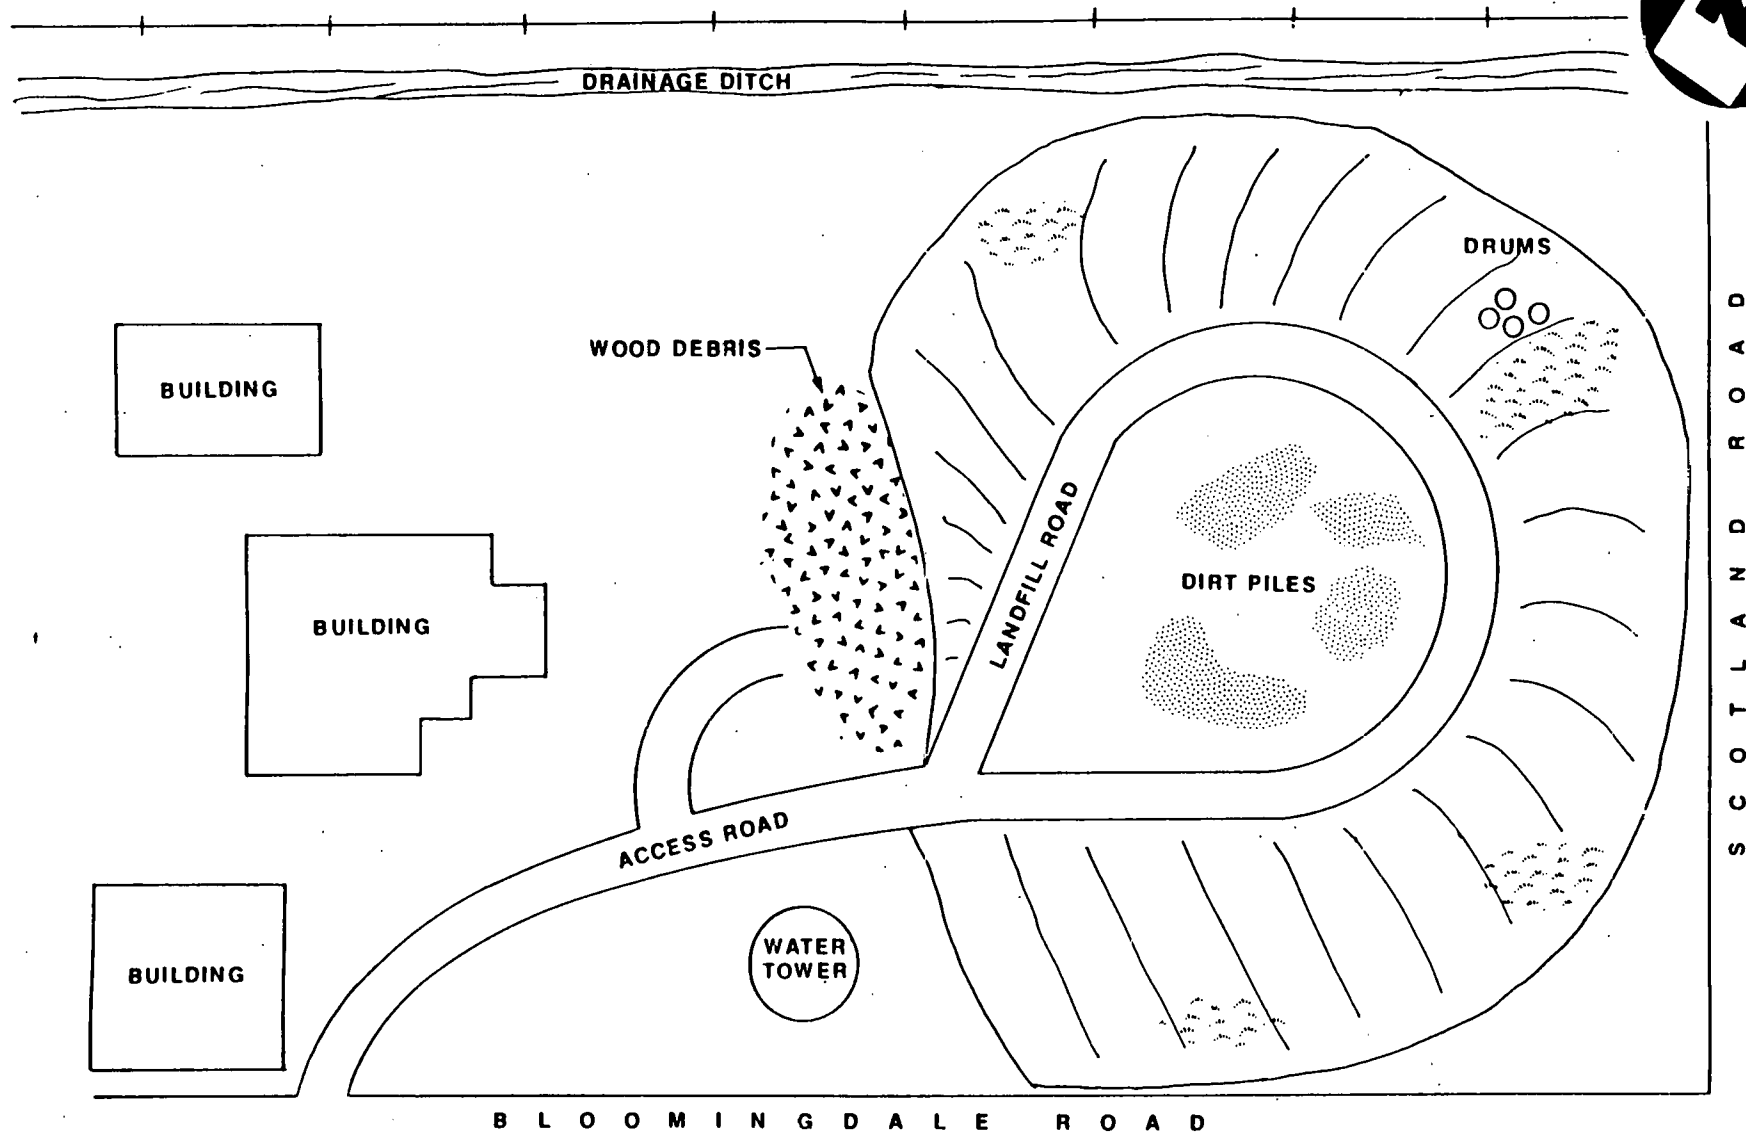 DRAINAGE DITCH
DRUMS
WOOD DEBRIS
BUILDING
LANDFILL ROAD
DIRT PILES
BUILDING
SCOTLAND ROAD
ACCESS ROAD
WATER
TOWER
BUILDING
BLOOMINGDALE ROAD